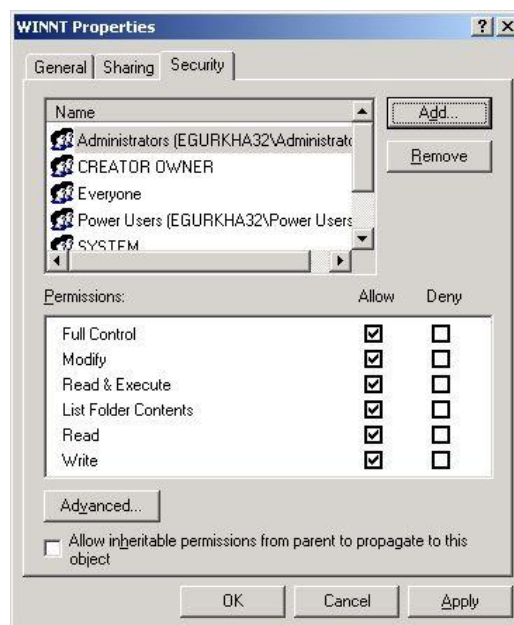 WINNT Properties
General Sharing Security
Name
Add...
Administrators (EGURKHA32\Administrato
Remove
CREATOR OWNER
Everyone
Power Users (EGURKHA32\Power Users
SYSTEM
Permissions: Allow Deny
Full Control
Modify
Read & Execute
List Folder Contents
Read
Write
Advanced...
Allow inheritable permissions from parent to propagate to this
object
OK Cancel Apply